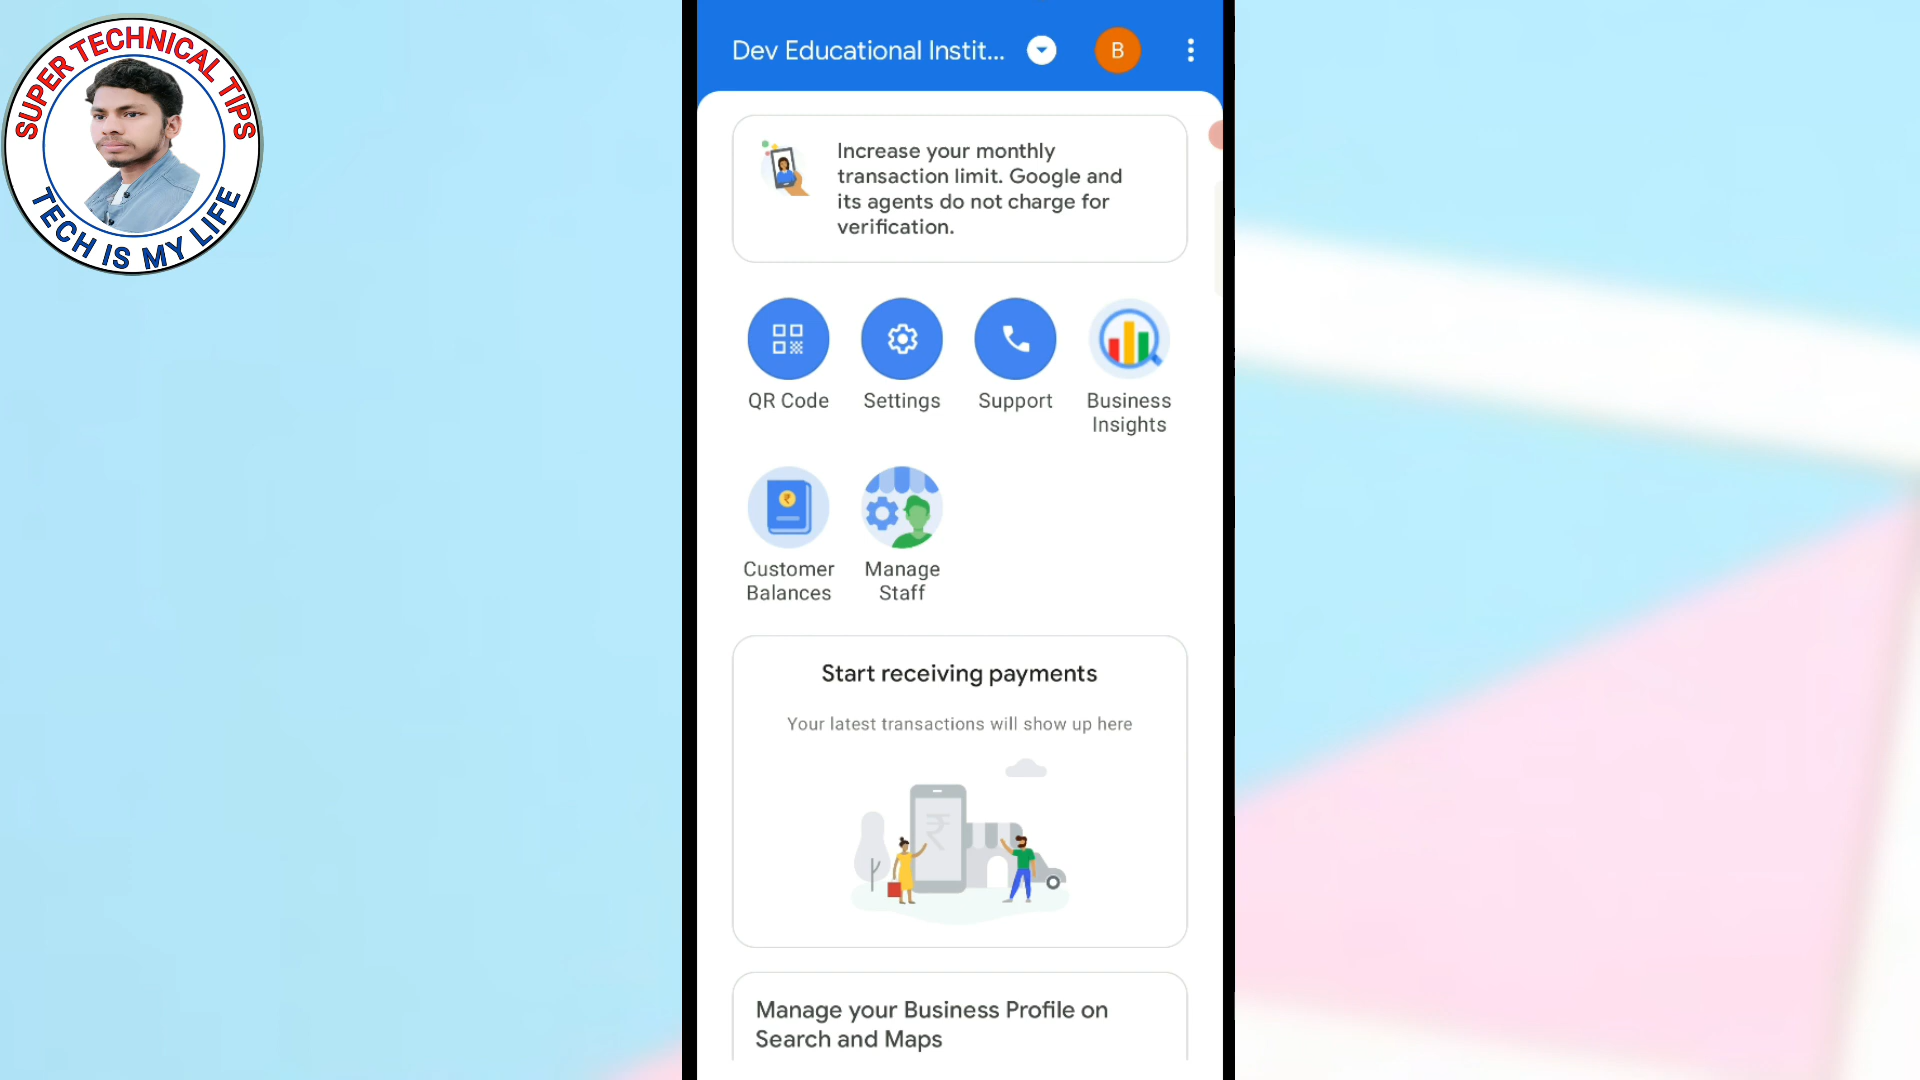 SUPER TECHNICAL TIPS
TECH IS MY LIFE
Dev Educational Instit...
B
Increase your monthly
transaction limit. Google and
its agents do not charge for
verification.
QR Code
Settings
Support
Business
Insights
Customer
Balances
Manage
Staff
Start receiving payments
Your latest transactions will show up here
₹
Manage your Business Profile on
Search and Maps